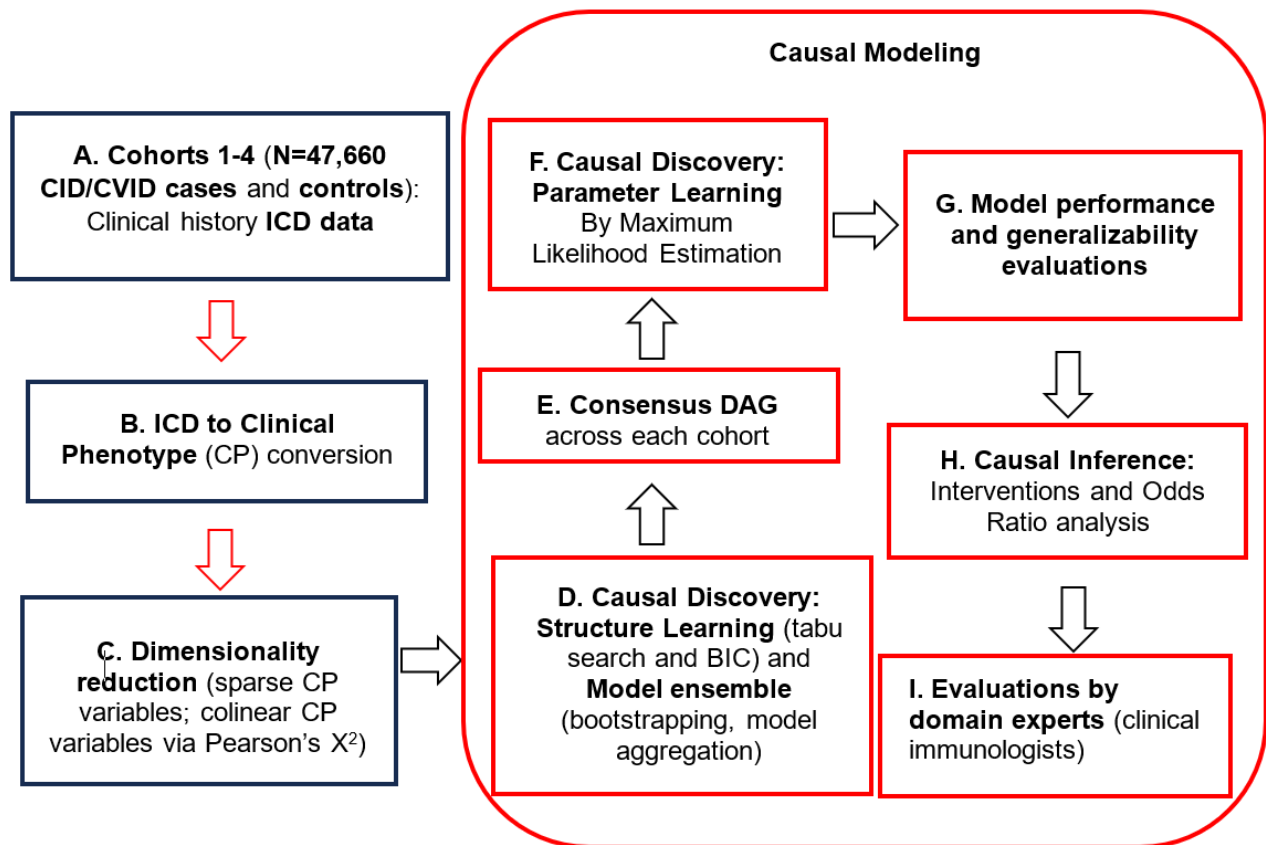 Causal Modeling
A. Cohorts 1-4 (N=47,660
CID/CVID cases and controls):
Clinical history ICD data
B. ICD to Clinical
Phenotype (CP) conversion
C. Dimensionality
reduction (sparse CP
variables; colinear CP
variables via Pearson's X²)
D. Causal Discovery:
Structure Learning (tabu
search and BIC) and
Model ensemble
(bootstrapping, model
aggregation)
E. Consensus DAG
across each cohort
F. Causal Discovery:
Parameter Learning
By Maximum
Likelihood Estimation
G. Model performance
and generalizability
evaluations
H. Causal Inference:
Interventions and Odds
Ratio analysis
I. Evaluations by
domain experts (clinical
immunologists)